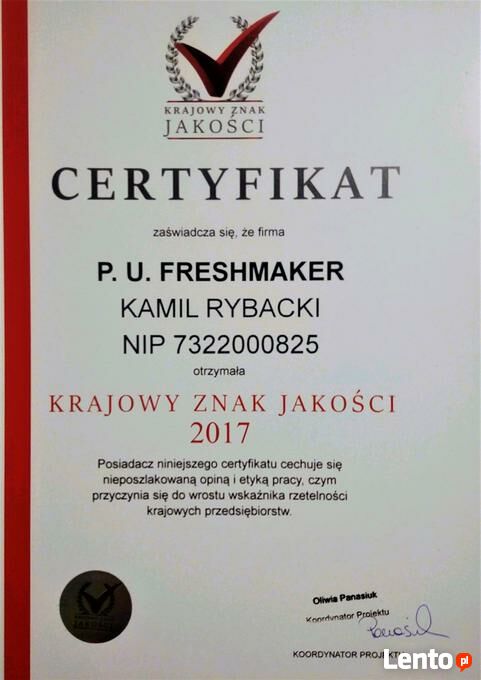 KRAJOWY ZNAK
JAKOŚCI
CERTYFIKAT
zaświadcza się, że firma
P. U. FRESHMAKER
KAMIL RYBACKI
NIP 7322000825
otrzymała
KRAJOWY ZNAK JAKOŚCI
2017
Posiadacz niniejszego certyfikatu cechuje się
nieposzlakowaną opinią i etyką pracy, czym
przyczynia się do wrostu wskaźnika rzetelności
krajowych przedsiębiorstw.
Oliwia Panasiuk
Koordynator Projektu
KOORDYNATOR PROJEKTU
Lento.pl